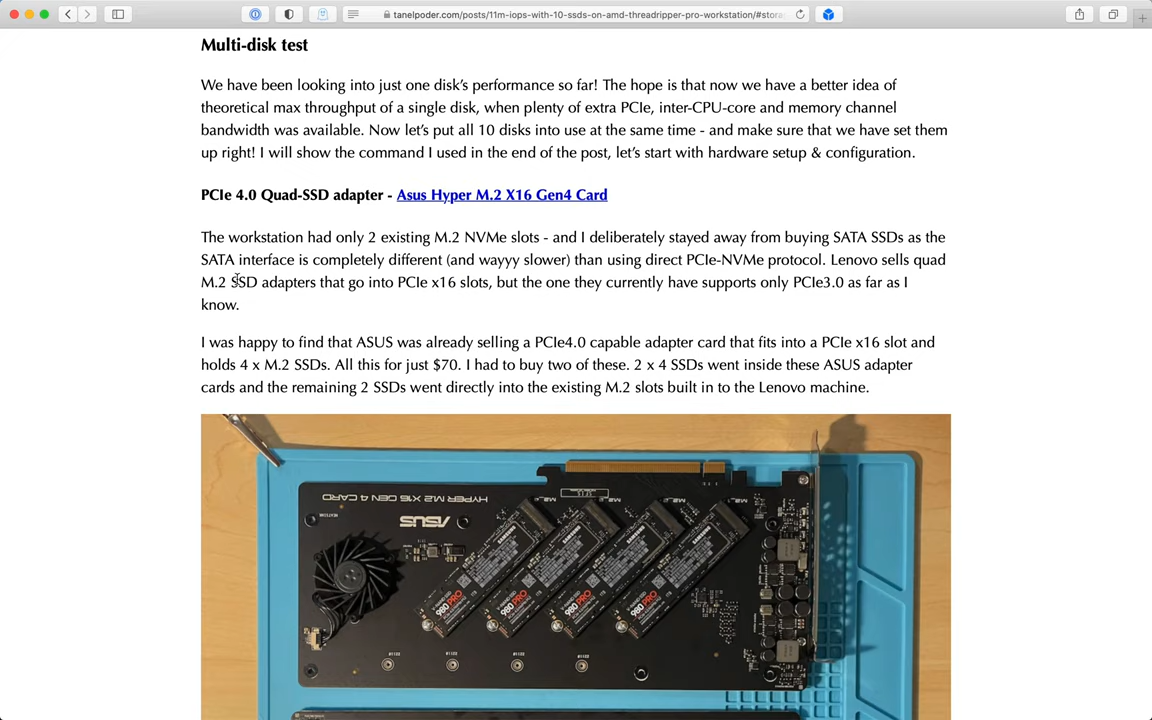 tanelpoder.com/posts/11m-iops-with-10-ssds-on-amd-threadripper-pro-workstation/#stora
Multi-disk test
We have been looking into just one disk's performance so far! The hope is that now we have a better idea of
theoretical max throughput of a single disk, when plenty of extra PCIe, inter-CPU-core and memory channel
bandwidth was available. Now let's put all 10 disks into use at the same time - and make sure that we have set them
up right! I will show the command I used in the end of the post, let's start with hardware setup & configuration.
PCIe 4.0 Quad-SSD adapter - Asus Hyper M.2 X16 Gen4 Card
The workstation had only 2 existing M.2 NVMe slots - and I deliberately stayed away from buying SATA SSDs as the
SATA interface is completely different (and wayyy slower) than using direct PCIe-NVMe protocol. Lenovo sells quad
M.2 SSD adapters that go into PCIe x16 slots, but the one they currently have supports only PCIe3.0 as far as I
know.
I was happy to find that ASUS was already selling a PCIe4.0 capable adapter card that fits into a PCIe x16 slot and
holds 4 x M.2 SSDs. All this for just $70. I had to buy two of these. 2 x 4 SSDs went inside these ASUS adapter
cards and the remaining 2 SSDs went directly into the existing M.2 slots built in to the Lenovo machine.
HYPER M.2 X16 GEN 4 CARD
ASUS
SAMSUNG
SAMSUNG
SAMSUNG
SAMSUNG
980 PRO
980 PRO
980 PRO
980 PRO